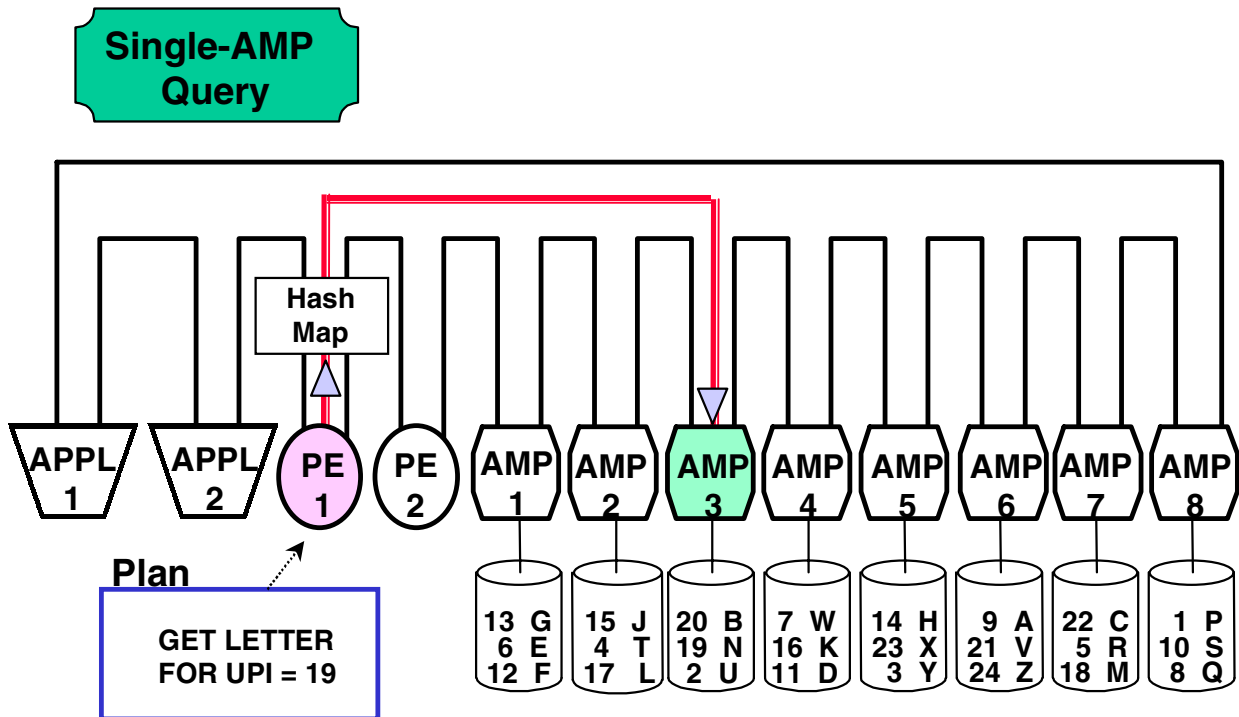 Single-AMP
Query
Hash
Map
APPL
1
APPL
2
PE
1
PE
2
AMP
1
AMP
2
AMP
3
AMP
4
AMP
5
AMP
6
AMP
7
AMP
8
Plan
GET LETTER
FOR UPI = 19
13 G
6 E
12 F
15 J
4 T
17 L
20 B
19 N
2 U
7 W
16 K
11 D
14 H
23 X
3 Y
9 A
21 V
24 Z
22 C
5 R
18 M
1 P
10 S
8 Q